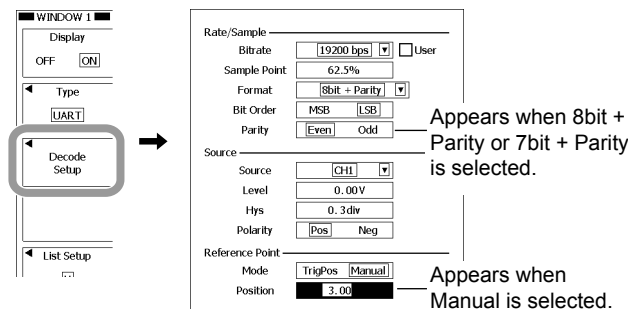 WINDOW 1
Display
OFF ON
Type
UART
Decode
Setup
List Setup
Rate/Sample
Bitrate 19200 bps User
Sample Point 62.5%
Format 8bit + Parity
Bit Order MSB LSB
Parity Even Odd
Source
Source CH1
Level 0.00V
Hys 0.3div
Polarity Pos Neg
Reference Point
Mode TrigPos Manual
Position 3.00
Appears when 8bit +
Parity or 7bit + Parity
is selected.
Appears when
Manual is selected.